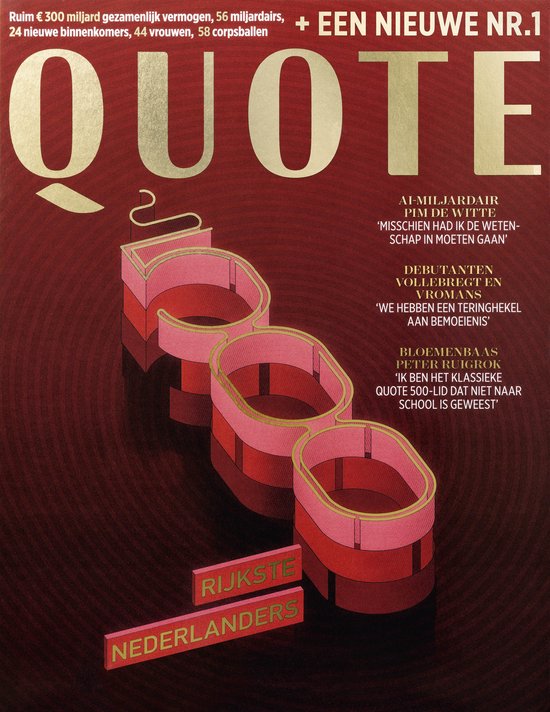 Ruim € 300 miljard gezamenlijk vermogen, 56 miljardairs,
24 nieuwe binnenkomers, 44 vrouwen, 58 corpsballen
+ EEN NIEUWE NR.1
QUOTE
AI-MILJARDAIR
PIM DE WITTE
‘MISSCHIEN HAD IK DE WETEN-
SCHAP IN MOETEN GAAN’
DEBUTANTEN
VOLLEBREGT EN
VROMANS
‘WE HEBBEN EEN TERINGHEKEL
AAN BEMOEIENIS’
BLOEMENBAAS
PETER RUIGROK
‘IK BEN HET KLASSIEKE
QUOTE 500-LID DAT NIET NAAR
SCHOOL IS GEWEEST’
500
RIJKSTE
NEDERLANDERS